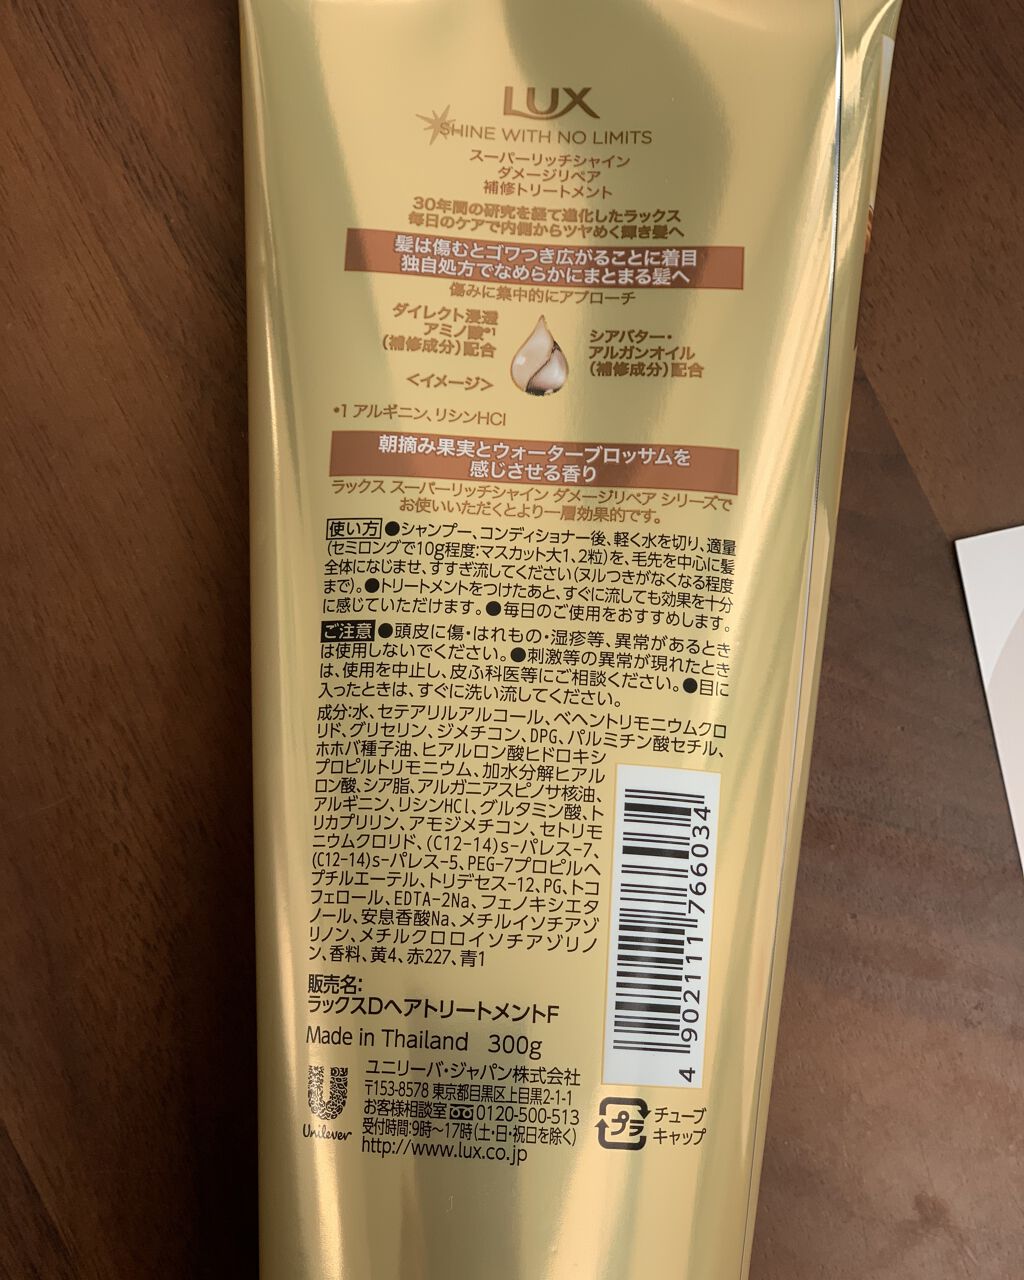 LUX
SHINE WITH NO LIMITS
スーパーリッチシャイン
ダメージリペア
補修トリートメント
30年間の研究を経て進化したラックス
毎日のケアで内側からツヤめく輝き髪へ
髪は傷むとゴワつき広がることに着目
独自処方でなめらかにまとまる髪へ
傷みに集中的にアプローチ
ダイレクト浸透
アミノ酸*1
(補修成分)配合
シアバター・
アルガンオイル
(補修成分)配合
<イメージ>
*1 アルギニン、リシンHCl
朝摘み果実とウォーターブロッサムを
感じさせる香り
ラックス スーパーリッチシャイン ダメージリペア シリーズで
お使いいただくとより一層効果的です。
使い方 ●シャンプー、コンディショナー後、軽く水を切り、適量
(セミロングで10g程度:マスカット大1、2粒)を、毛先を中心に髪
全体になじませ、すすぎ流してください(ヌルつきがなくなる程度
まで)。●トリートメントをつけたあと、すぐに流しても効果を十分
に感じていただけます。●毎日のご使用をおすすめします。
ご注意 ●頭皮に傷・はれもの・湿疹等、異常があるとき
は使用しないでください。●刺激等の異常が現れたとき
は、使用を中止し、皮ふ科医等にご相談ください。●目に
入ったときは、すぐに洗い流してください。
成分:水、セテアリルアルコール、ベヘントリモニウムクロ
リド、グリセリン、ジメチコン、DPG、パルミチン酸セチル、
ホホバ種子油、ヒアルロン酸ヒドロキシ
プロピルトリモニウム、加水分解ヒアル
ロン酸、シア脂、アルガニアスピノサ核油、
アルギニン、リシンHCl、グルタミン酸、ト
リカプリリン、アモジメチコン、セトリモ
ニウムクロリド、(C12-14)s-パレス-7、
(C12-14)s-パレス-5、PEG-7プロピルヘ
プチルエーテル、トリデセス-12、PG、トコ
フェロール、EDTA-2Na、フェノキシエタ
ノール、安息香酸Na、メチルイソチアゾ
リノン、メチルクロロイソチアゾリノ
ン、香料、黄4、赤227、青1
4 902111 766034
販売名:
ラックスDヘアトリートメントF
Made in Thailand 300g
Unilever
ユニリーバ・ジャパン株式会社
〒153-8578 東京都目黒区上目黒2-1-1
お客様相談室 0120-500-513
受付時間:9時〜17時(土・日・祝日を除く)
http://www.lux.co.jp
プラ
チューブ
キャップ